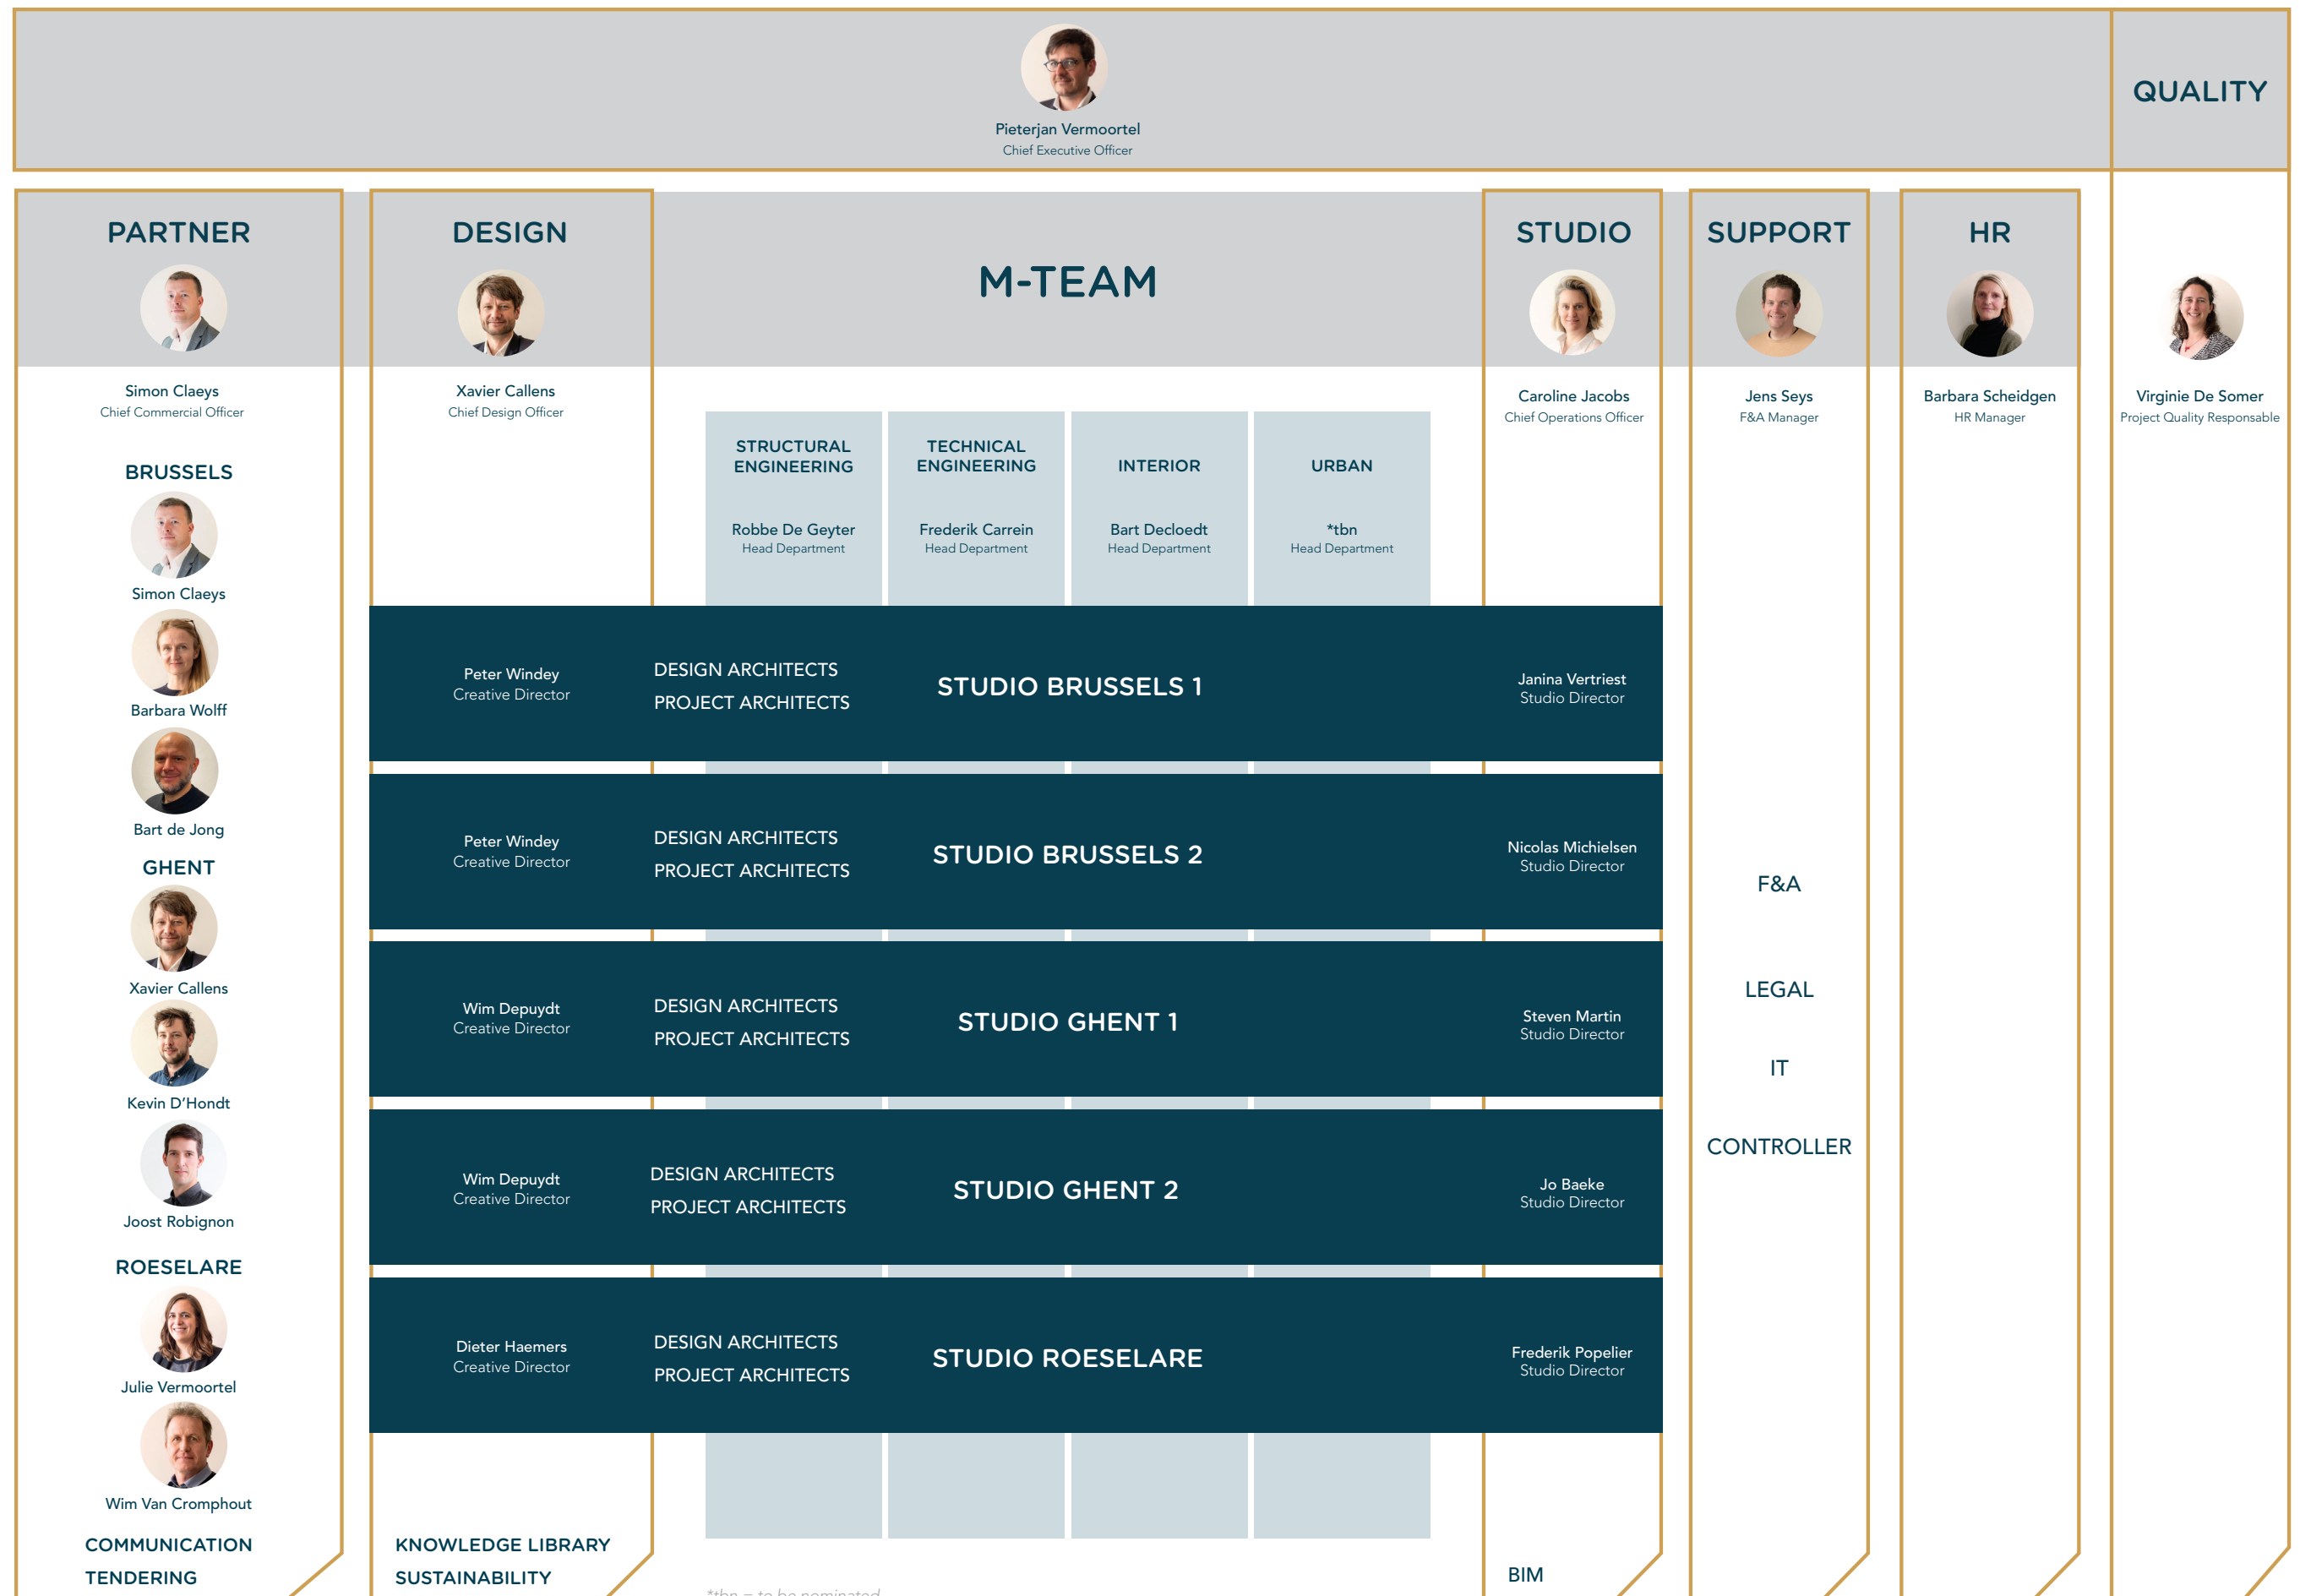 Pieterjan Vermoortel
Chief Executive Officer
QUALITY
PARTNER
DESIGN
M-TEAM
STUDIO
SUPPORT
HR
Simon Claeys
Chief Commercial Officer
Xavier Callens
Chief Design Officer
Caroline Jacobs
Chief Operations Officer
Jens Seys
F&A Manager
Barbara Scheidgen
HR Manager
Virginie De Somer
Project Quality Responsable
STRUCTURAL
ENGINEERING
Robbe De Geyter
Head Department
TECHNICAL
ENGINEERING
Frederik Carrein
Head Department
INTERIOR
Bart Decloedt
Head Department
URBAN
*tbn
Head Department
BRUSSELS
Simon Claeys
Barbara Wolff
Bart de Jong
GHENT
Xavier Callens
Kevin D’Hondt
Joost Robignon
ROESELARE
Julie Vermoortel
Wim Van Cromphout
COMMUNICATION
TENDERING
Peter Windey
Creative Director
DESIGN ARCHITECTS
PROJECT ARCHITECTS
STUDIO BRUSSELS 1
Janina Vertriest
Studio Director
Peter Windey
Creative Director
DESIGN ARCHITECTS
PROJECT ARCHITECTS
STUDIO BRUSSELS 2
Nicolas Michielsen
Studio Director
Wim Depuydt
Creative Director
DESIGN ARCHITECTS
PROJECT ARCHITECTS
STUDIO GHENT 1
Steven Martin
Studio Director
Wim Depuydt
Creative Director
DESIGN ARCHITECTS
PROJECT ARCHITECTS
STUDIO GHENT 2
Jo Baeke
Studio Director
Dieter Haemers
Creative Director
DESIGN ARCHITECTS
PROJECT ARCHITECTS
STUDIO ROESELARE
Frederik Popelier
Studio Director
KNOWLEDGE LIBRARY
SUSTAINABILITY
*tbn = to be nominated
BIM
F&A
LEGAL
IT
CONTROLLER